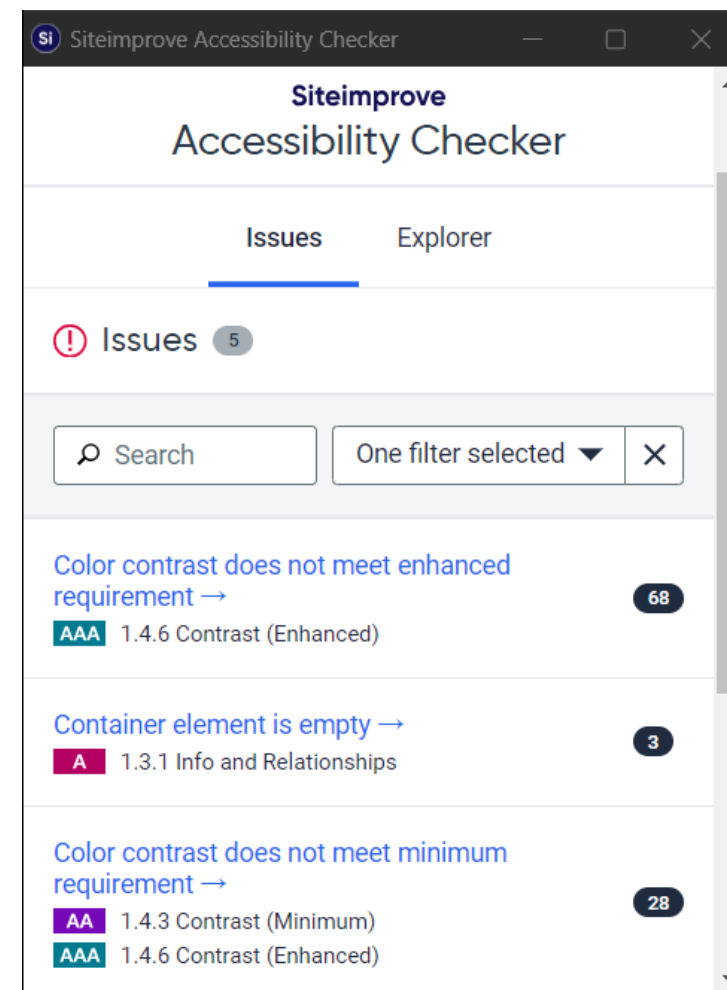 Si Siteimprove Accessibility Checker
Siteimprove
Accessibility Checker
Issues Explorer
Issues 5
Search One filter selected
Color contrast does not meet enhanced
requirement → 68
AAA 1.4.6 Contrast (Enhanced)
Container element is empty → 3
A 1.3.1 Info and Relationships
Color contrast does not meet minimum
requirement → 28
AA 1.4.3 Contrast (Minimum)
AAA 1.4.6 Contrast (Enhanced)